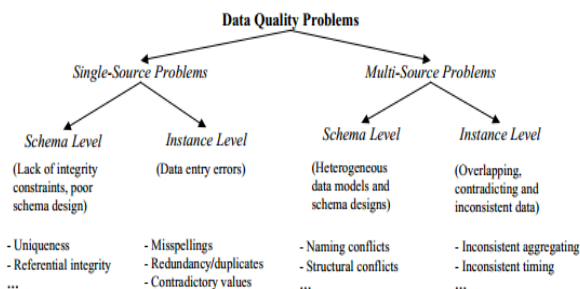 Data Quality Problems
Single-Source Problems
Multi-Source Problems
Schema Level
Instance Level
Schema Level
Instance Level
(Lack of integrity
constraints, poor
schema design)
(Data entry errors)
(Heterogeneous
data models and
schema designs)
(Overlapping,
contradicting and
inconsistent data)
- Uniqueness
- Referential integrity
...
- Misspellings
- Redundancy/duplicates
- Contradictory values
- Naming conflicts
- Structural conflicts
...
- Inconsistent aggregating
- Inconsistent timing
...